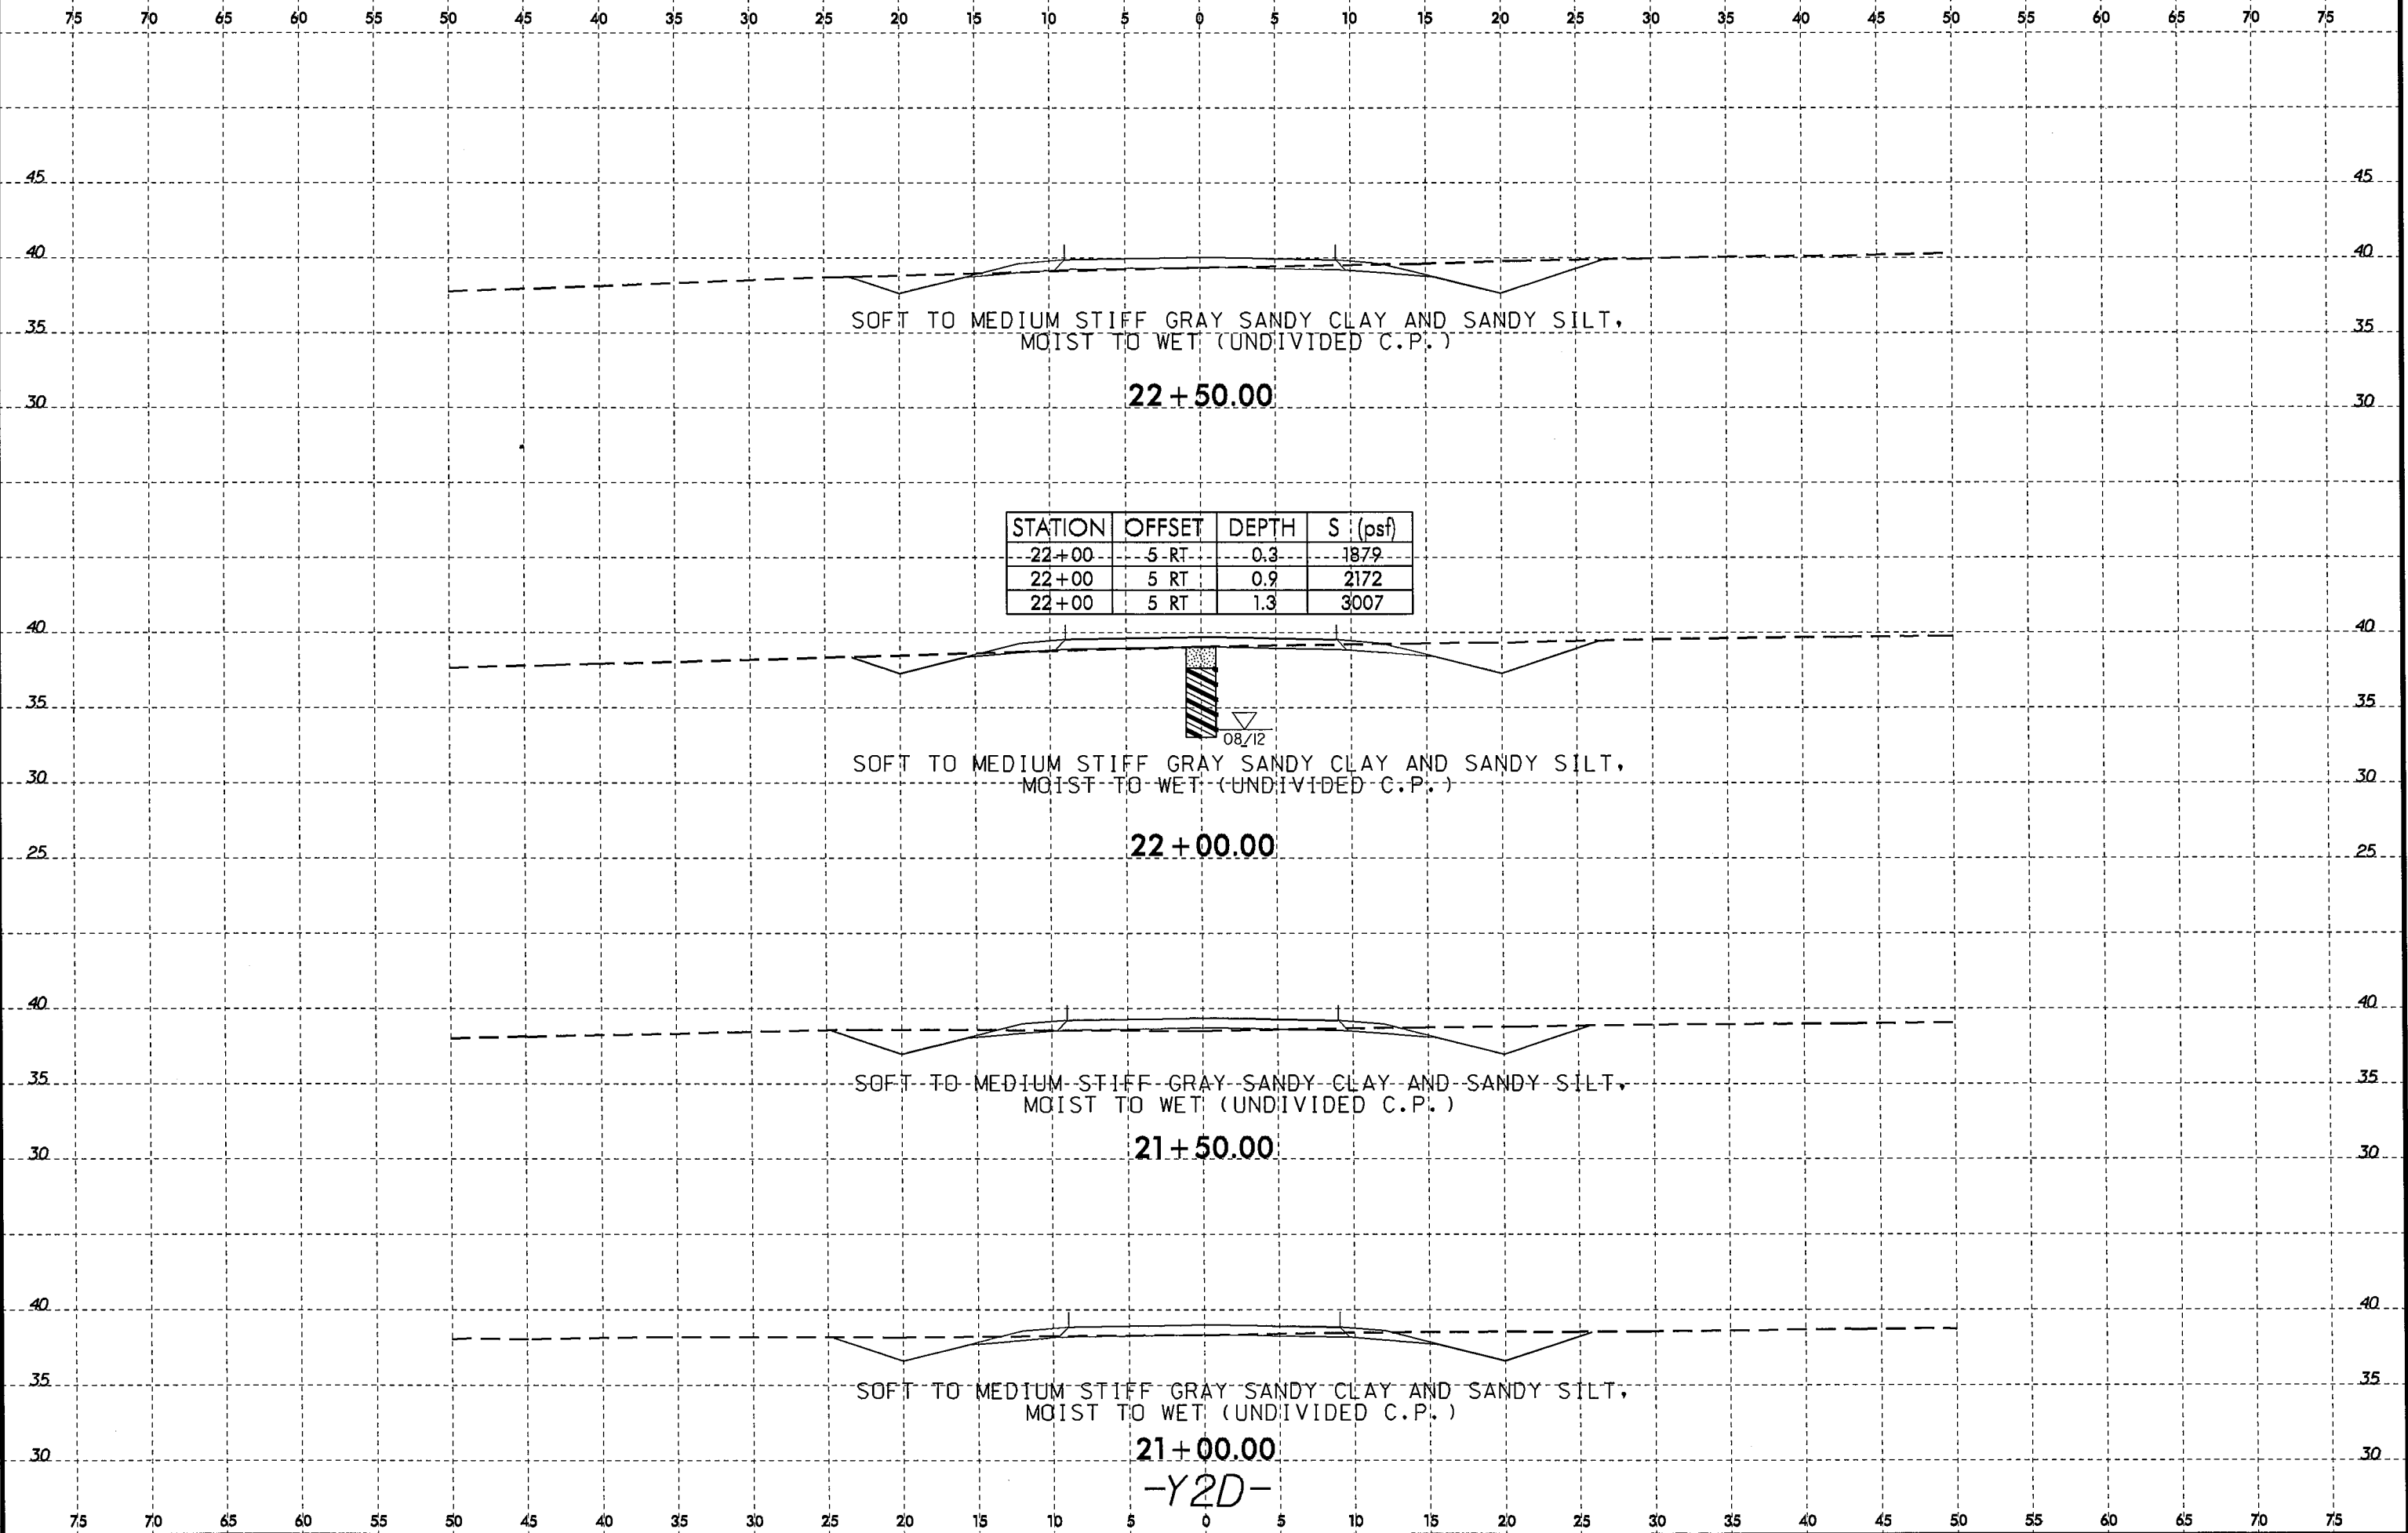 75 70 65 60 55 50 45 40 35 30 25 20 15 10 5 0 5 10 15 20 25 30 35 40 45 50 55 60 65 70 75
45 45
40 40
SOFT TO MEDIUM STIFF GRAY SANDY CLAY AND SANDY SILT,
35 35
MOIST TO WET (UNDIVIDED C.P.)
22+50.00
30 30
STATION OFFSET DEPTH S (psf)
22+00 5 RT 0.3 1879
22+00 5 RT 0.9 2172
22+00 5 RT 1.3 3007
40 40
35 35
08/12
SOFT TO MEDIUM STIFF GRAY SANDY CLAY AND SANDY SILT,
30 30
MOIST TO WET (UNDIVIDED C.P.)
22+00.00
25 25
40 40
35 35
SOFT TO MEDIUM STIFF GRAY SANDY CLAY AND SANDY SILT,
MOIST TO WET (UNDIVIDED C.P.)
21+50.00
30 30
40 40
35 35
SOFT TO MEDIUM STIFF GRAY SANDY CLAY AND SANDY SILT,
MOIST TO WET (UNDIVIDED C.P.)
21+00.00
30 30
-Y2D-
75 70 65 60 55 50 45 40 35 30 25 20 15 10 5 0 5 10 15 20 25 30 35 40 45 50 55 60 65 70 75